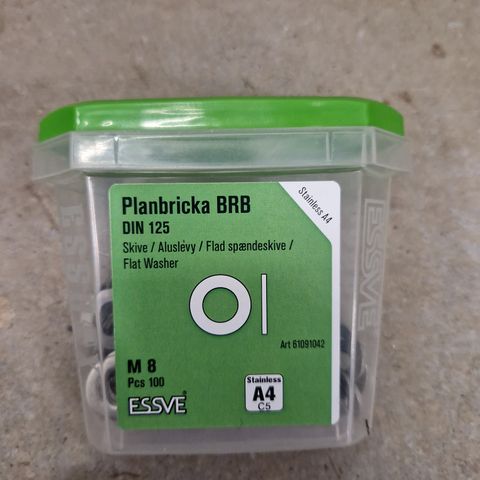 Planbricka BRB
DIN 125
Skive / Aluslevy / Flad spændeskive /
Flat Washer
Stainless A4
Art 61091042
M 8
Pcs 100
ESSVE
Stainless
A4
C5
ESSVE